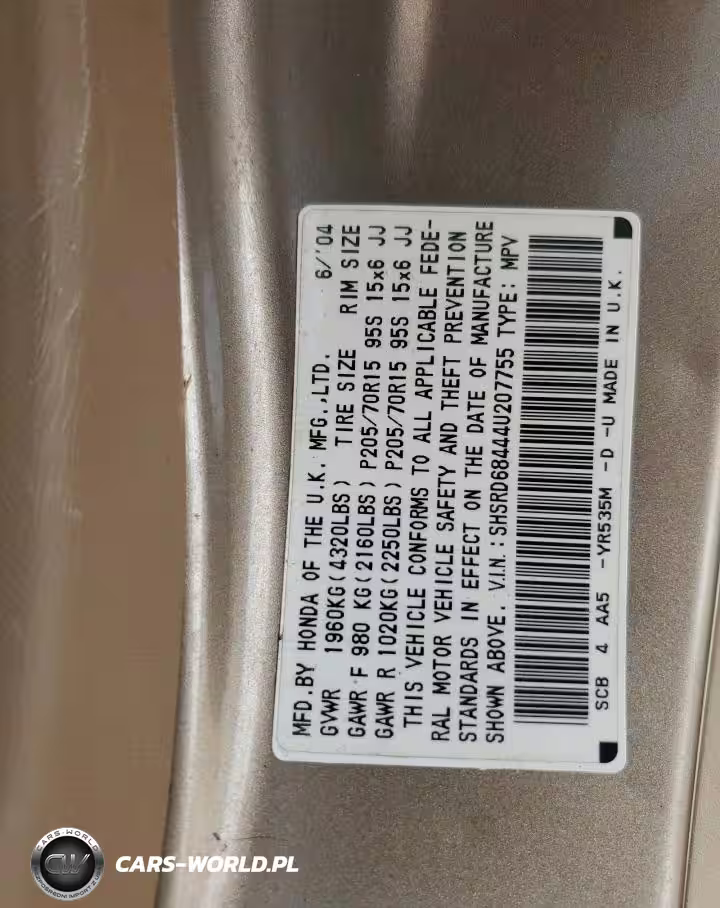 MFD.BY HONDA OF THE U.K. MFG.,LTD. 6/'04
GVWR 1960KG(4320LBS) TIRE SIZE RIM SIZE
GAWR F 980 KG(2160LBS) P205/70R15 95S 15x6 JJ
GAWR R 1020KG(2250LBS) P205/70R15 95S 15x6 JJ
THIS VEHICLE CONFORMS TO ALL APPLICABLE FEDE-
RAL MOTOR VEHICLE SAFETY AND THEFT PREVENTION
STANDARDS IN EFFECT ON THE DATE OF MANUFACTURE
SHOWN ABOVE. V.I.N.: SHSRD68444U207755 TYPE: MPV
SCB 4 AA5 -YR535M -D -U MADE IN U.K.
CARS-WORLD
CW
CARS-WORLD.PL